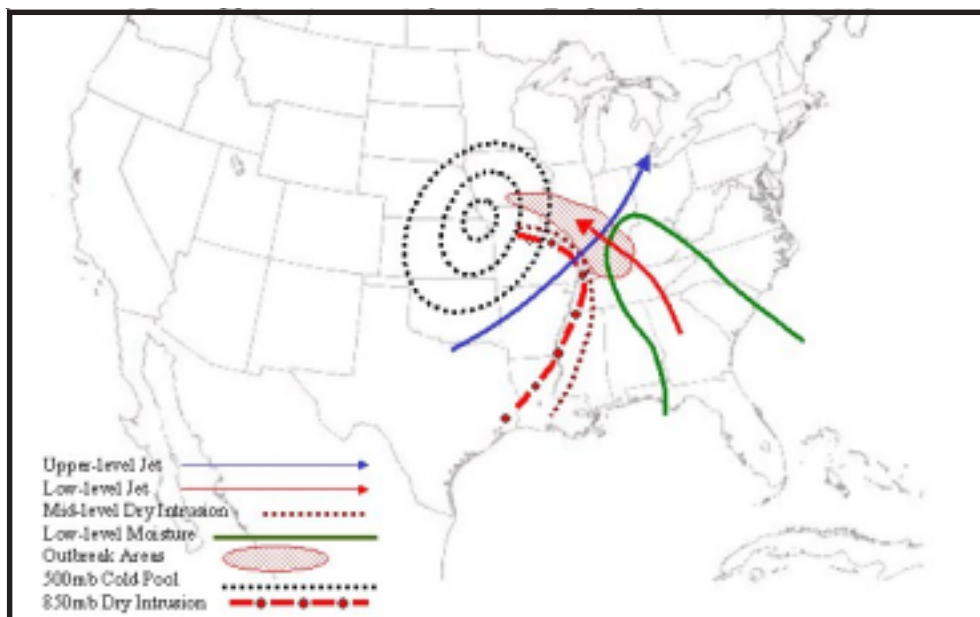 Upper-level Jet
Low-level Jet
Mid-level Dry Intrusion
Low-level Moisture
Outbreak Areas
500mb Cold Pool
850mb Dry Intrusion